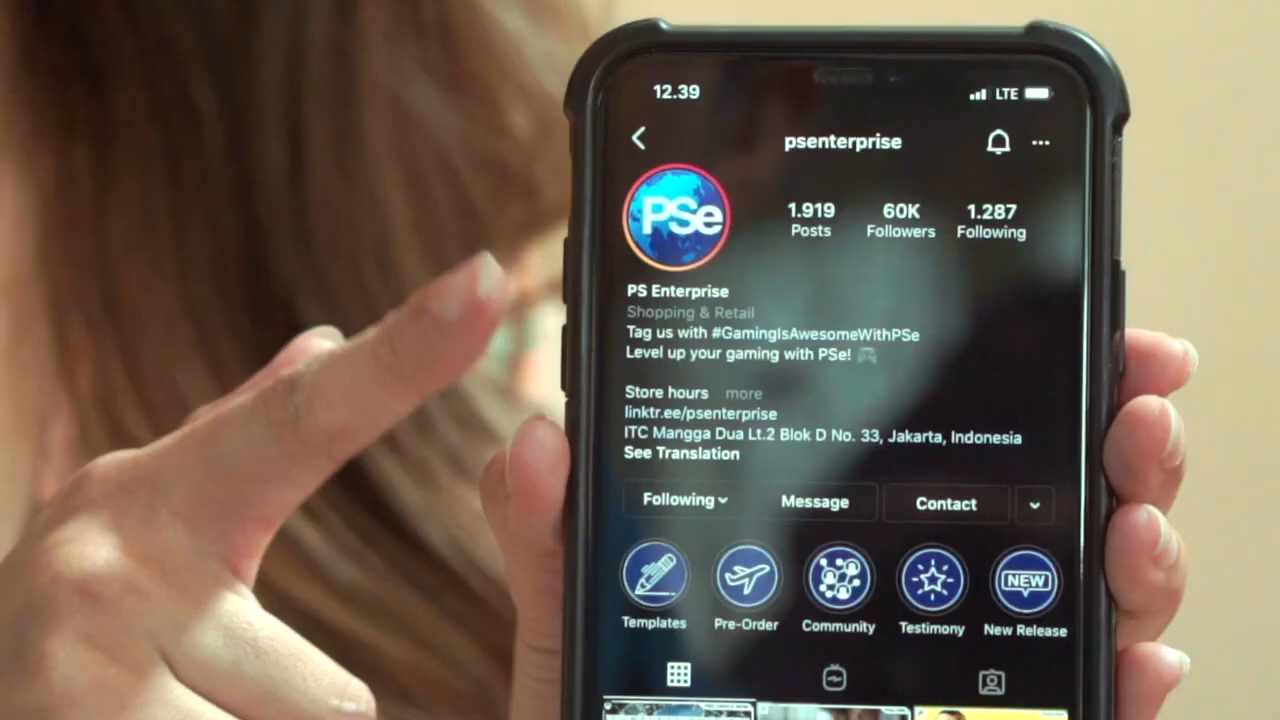 12.39
LTE
psenterprise
PSe
1.919 60K 1.287
Posts Followers Following
PS Enterprise
Shopping & Retail
Tag us with #GamingIsAwesomeWithPSe
Level up your gaming with PSe! 🎮
Store hours more
linktr.ee/psenterprise
ITC Mangga Dua Lt.2 Blok D No. 33, Jakarta, Indonesia
See Translation
Following Message Contact
NEW
Templates Pre-Order Community Testimony New Release